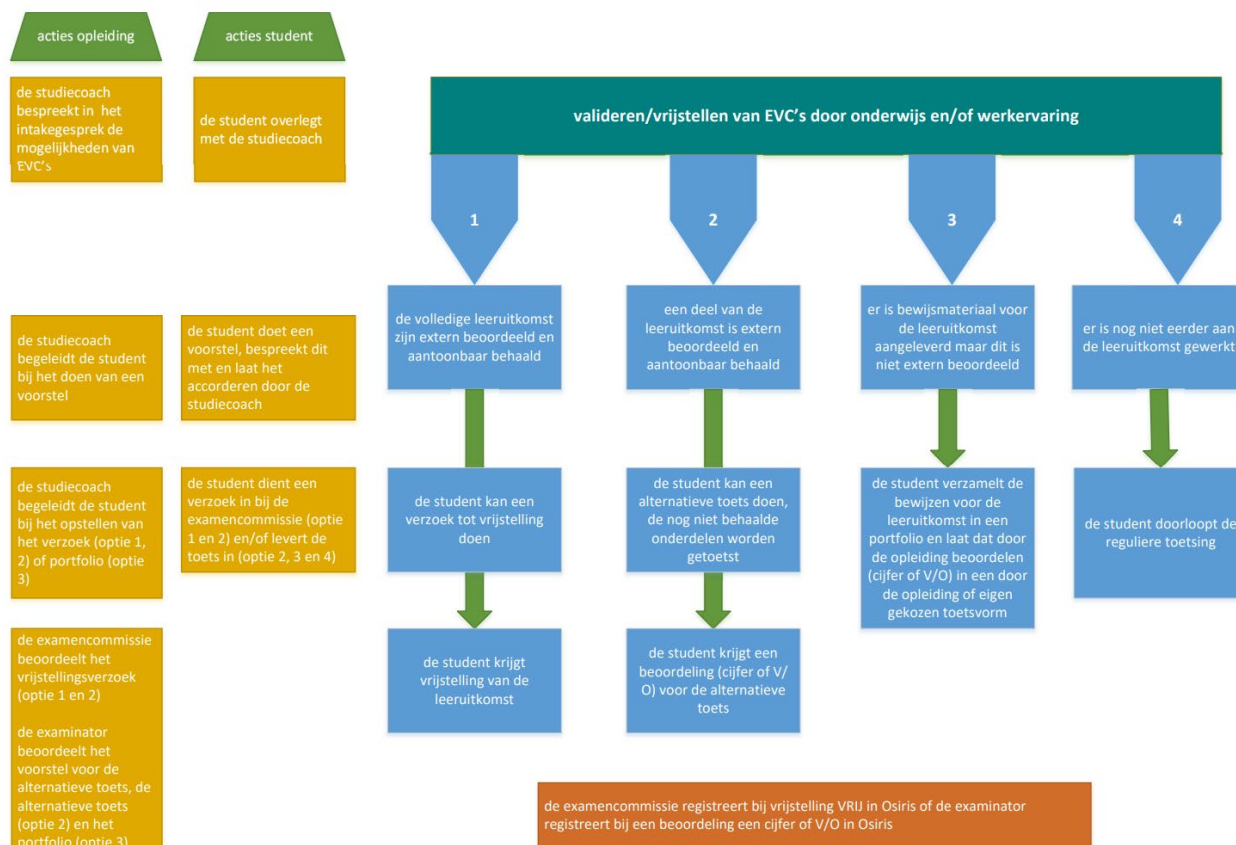 acties opleiding
acties student
de studiecoach
bespreekt in het
intakegesprek de
mogelijkheden van
EVC's
de student overlegt
met de studiecoach
valideren/vrijstellen van EVC's door onderwijs en/of werkervaring
1
2
3
4
de studiecoach
begeleidt de student
bij het doen van een
voorstel
de student doet een
voorstel, bespreekt dit
met en laat het
accorderen door de
studiecoach
de volledige leeruitkomst
zijn extern beoordeeld en
aantoonbaar behaald
een deel van de
leeruitkomst is extern
beoordeeld en
aantoonbaar behaald
er is bewijsmateriaal voor
de leeruitkomst
aangeleverd maar dit is
niet extern beoordeeld
er is nog niet eerder aan
de leeruitkomst gewerkt
de studiecoach
begeleidt de student
bij het opstellen van
het verzoek (optie 1,
2) of portfolio (optie
3)
de student dient een
verzoek in bij de
examencommissie (optie
1 en 2) en/of levert de
toets in (optie 2, 3 en 4)
de student kan een
verzoek tot vrijstelling
doen
de student kan een
alternatieve toets doen,
de nog niet behaalde
onderdelen worden
getoetst
de student verzamelt de
bewijzen voor de
leeruitkomst in een
portfolio en laat dat door
de opleiding beoordelen
(cijfer of V/O) in een door
de opleiding of eigen
gekozen toetsvorm
de student doorloopt de
reguliere toetsing
de examencommissie
beoordeelt het
vrijstellingsverzoek
(optie 1 en 2)
de examinator
beoordeelt het
voorstel voor de
alternatieve toets, de
alternatieve toets
(optie 2) en het
portfolio (optie 3)
de student krijgt
vrijstelling van de
leeruitkomst
de student krijgt een
beoordeling (cijfer of V/
O) voor de alternatieve
toets
de examencommissie registreert bij vrijstelling VRIJ in Osiris of de examinator
registreert bij een beoordeling een cijfer of V/O in Osiris